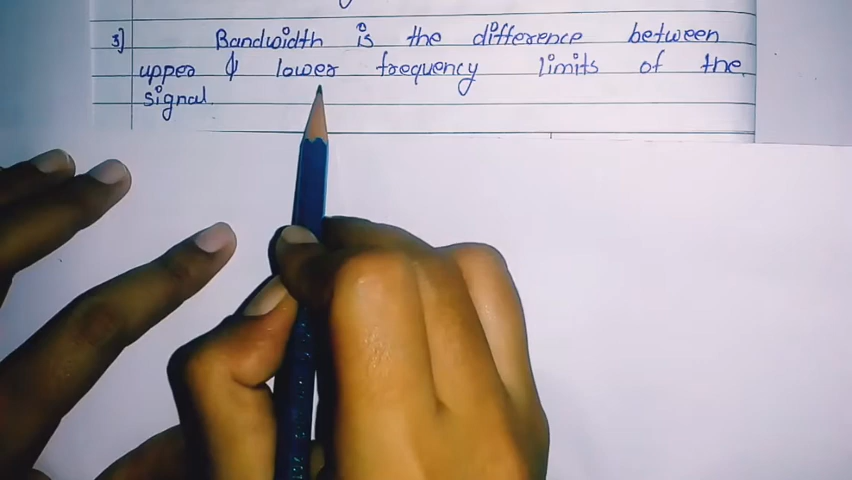 3] Bandwidth is the difference between
upper & lower frequency limits of the
signal.